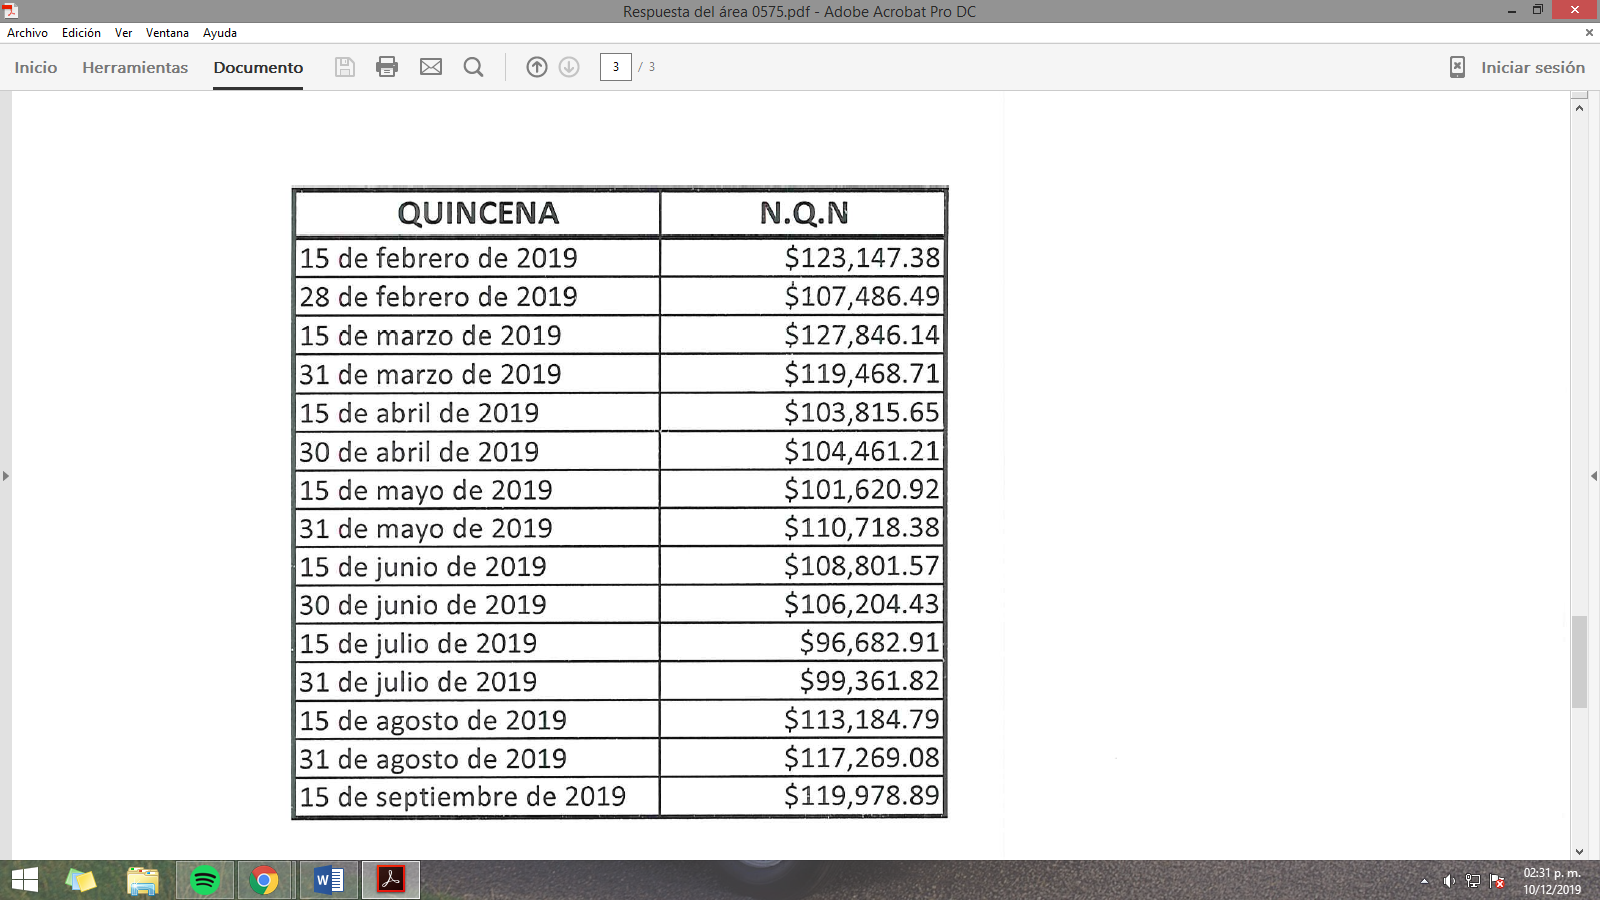 Respuesta del área 0575.pdf - Adobe Acrobat Pro DC
Archivo Edición Ver Ventana Ayuda
Inicio Herramientas Documento 3 / 3 Iniciar sesión
QUINCENA N.Q.N
15 de febrero de 2019 $123,147.38
28 de febrero de 2019 $107,486.49
15 de marzo de 2019 $127,846.14
31 de marzo de 2019 $119,468.71
15 de abril de 2019 $103,815.65
30 de abril de 2019 $104,461.21
15 de mayo de 2019 $101,620.92
31 de mayo de 2019 $110,718.38
15 de junio de 2019 $108,801.57
30 de junio de 2019 $106,204.43
15 de julio de 2019 $96,682.91
31 de julio de 2019 $99,361.82
15 de agosto de 2019 $113,184.79
31 de agosto de 2019 $117,269.08
15 de septiembre de 2019 $119,978.89
02:31 p. m.
10/12/2019